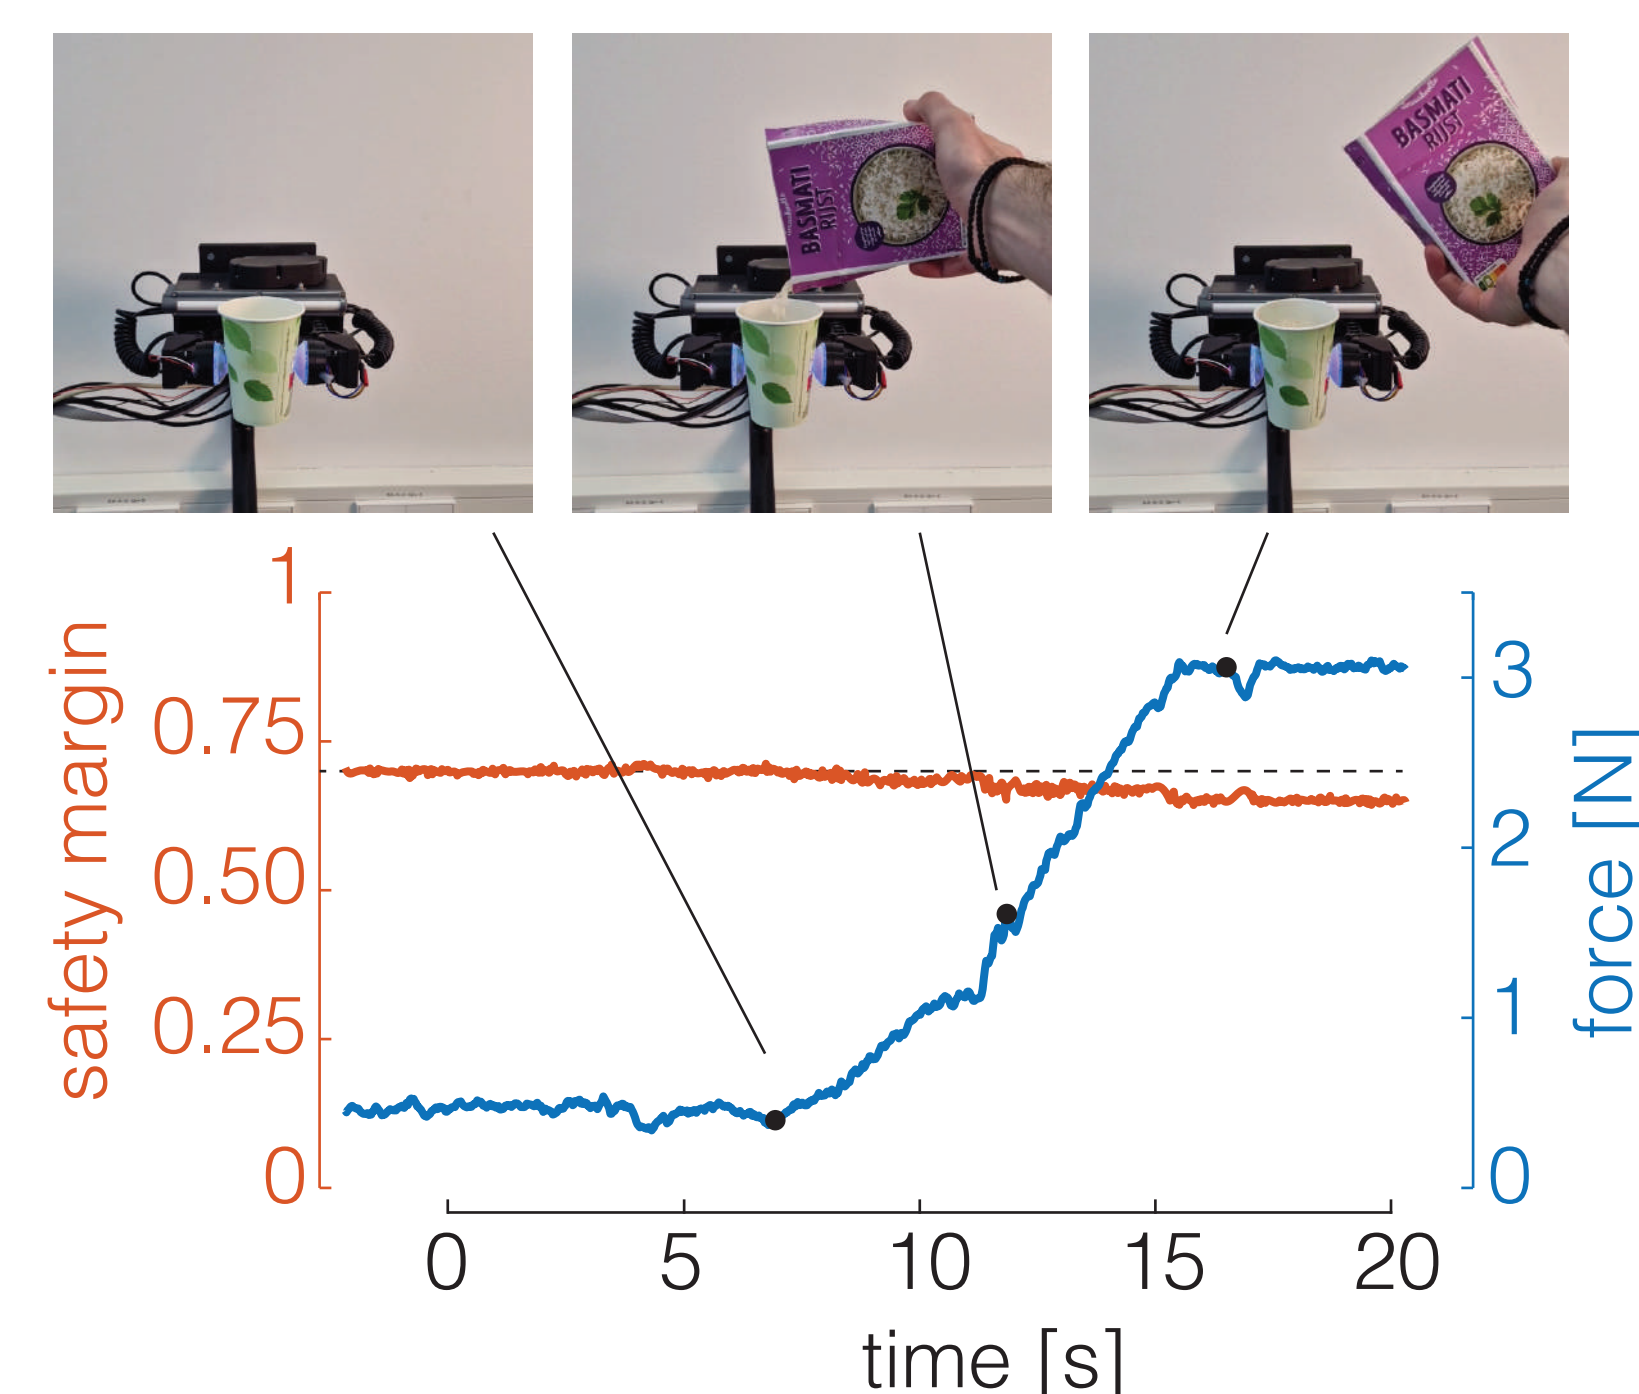 BASMATI
RIJST
BASMATI
RIJST
1
0.75
0.50
0.25
0
safety margin
3
2
1
0
force [N]
0 5 10 15 20
time [s]